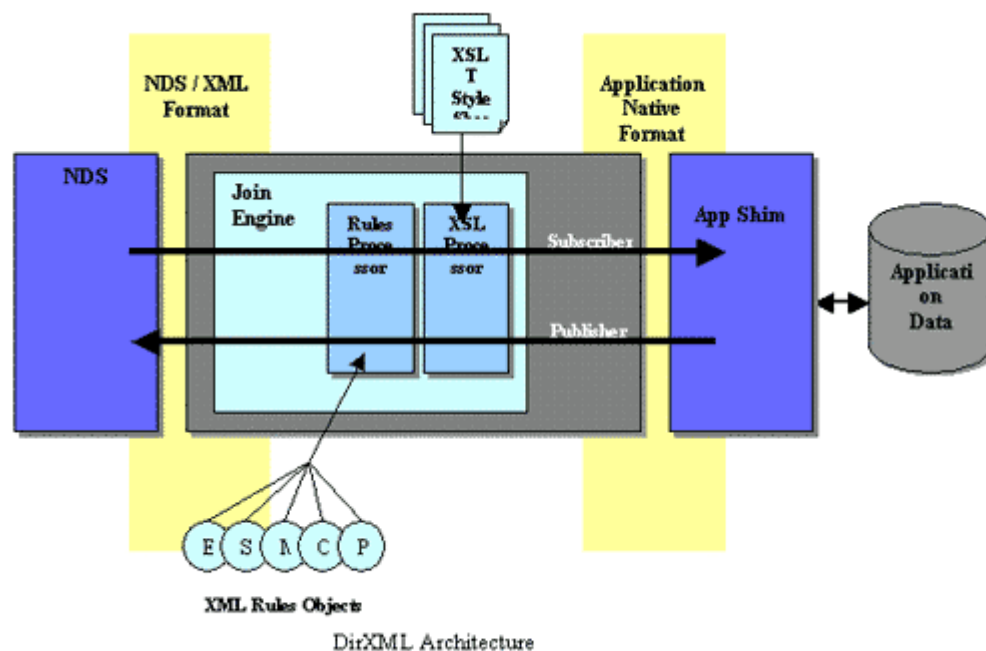 XSL
T
Style
NDS / XML
Format
Application
Native
Format
NDS
Join
Engine
Rules
Proce
ssor
XSL
Proce
ssor
Subscriber
Publisher
App Shim
Applicati
on
Data
E S C P
XML Rules Objects
DirXML Architecture